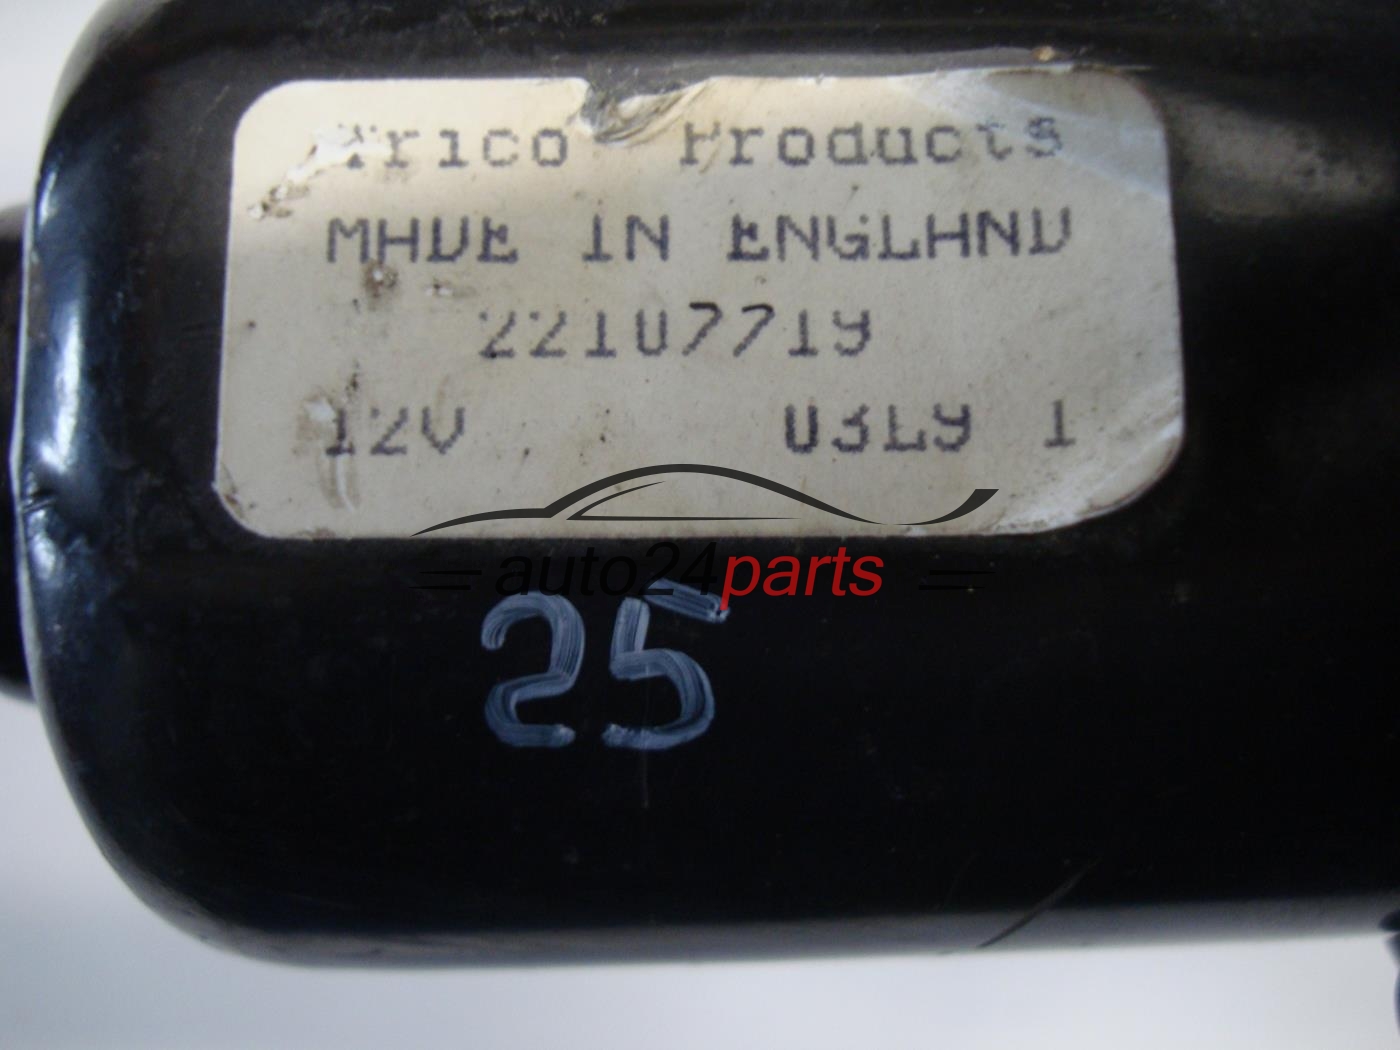 Trico Products
MADE IN ENGLAND
22107719
12V 03L9 1
auto24parts
25